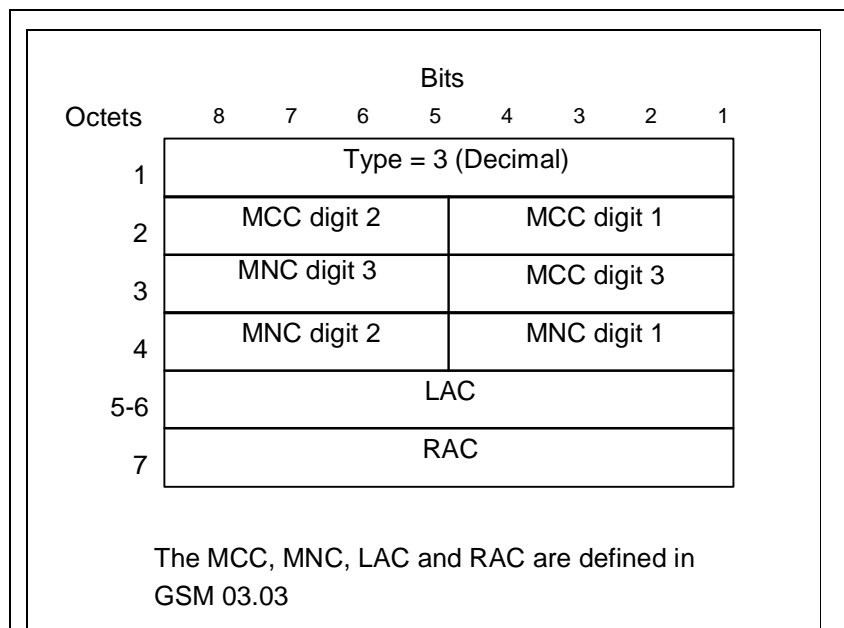 Bits
Octets 8 7 6 5 4 3 2 1
1 Type = 3 (Decimal)
2 MCC digit 2 MCC digit 1
3 MNC digit 3 MCC digit 3
4 MNC digit 2 MNC digit 1
5-6 LAC
7 RAC
The MCC, MNC, LAC and RAC are defined in
GSM 03.03